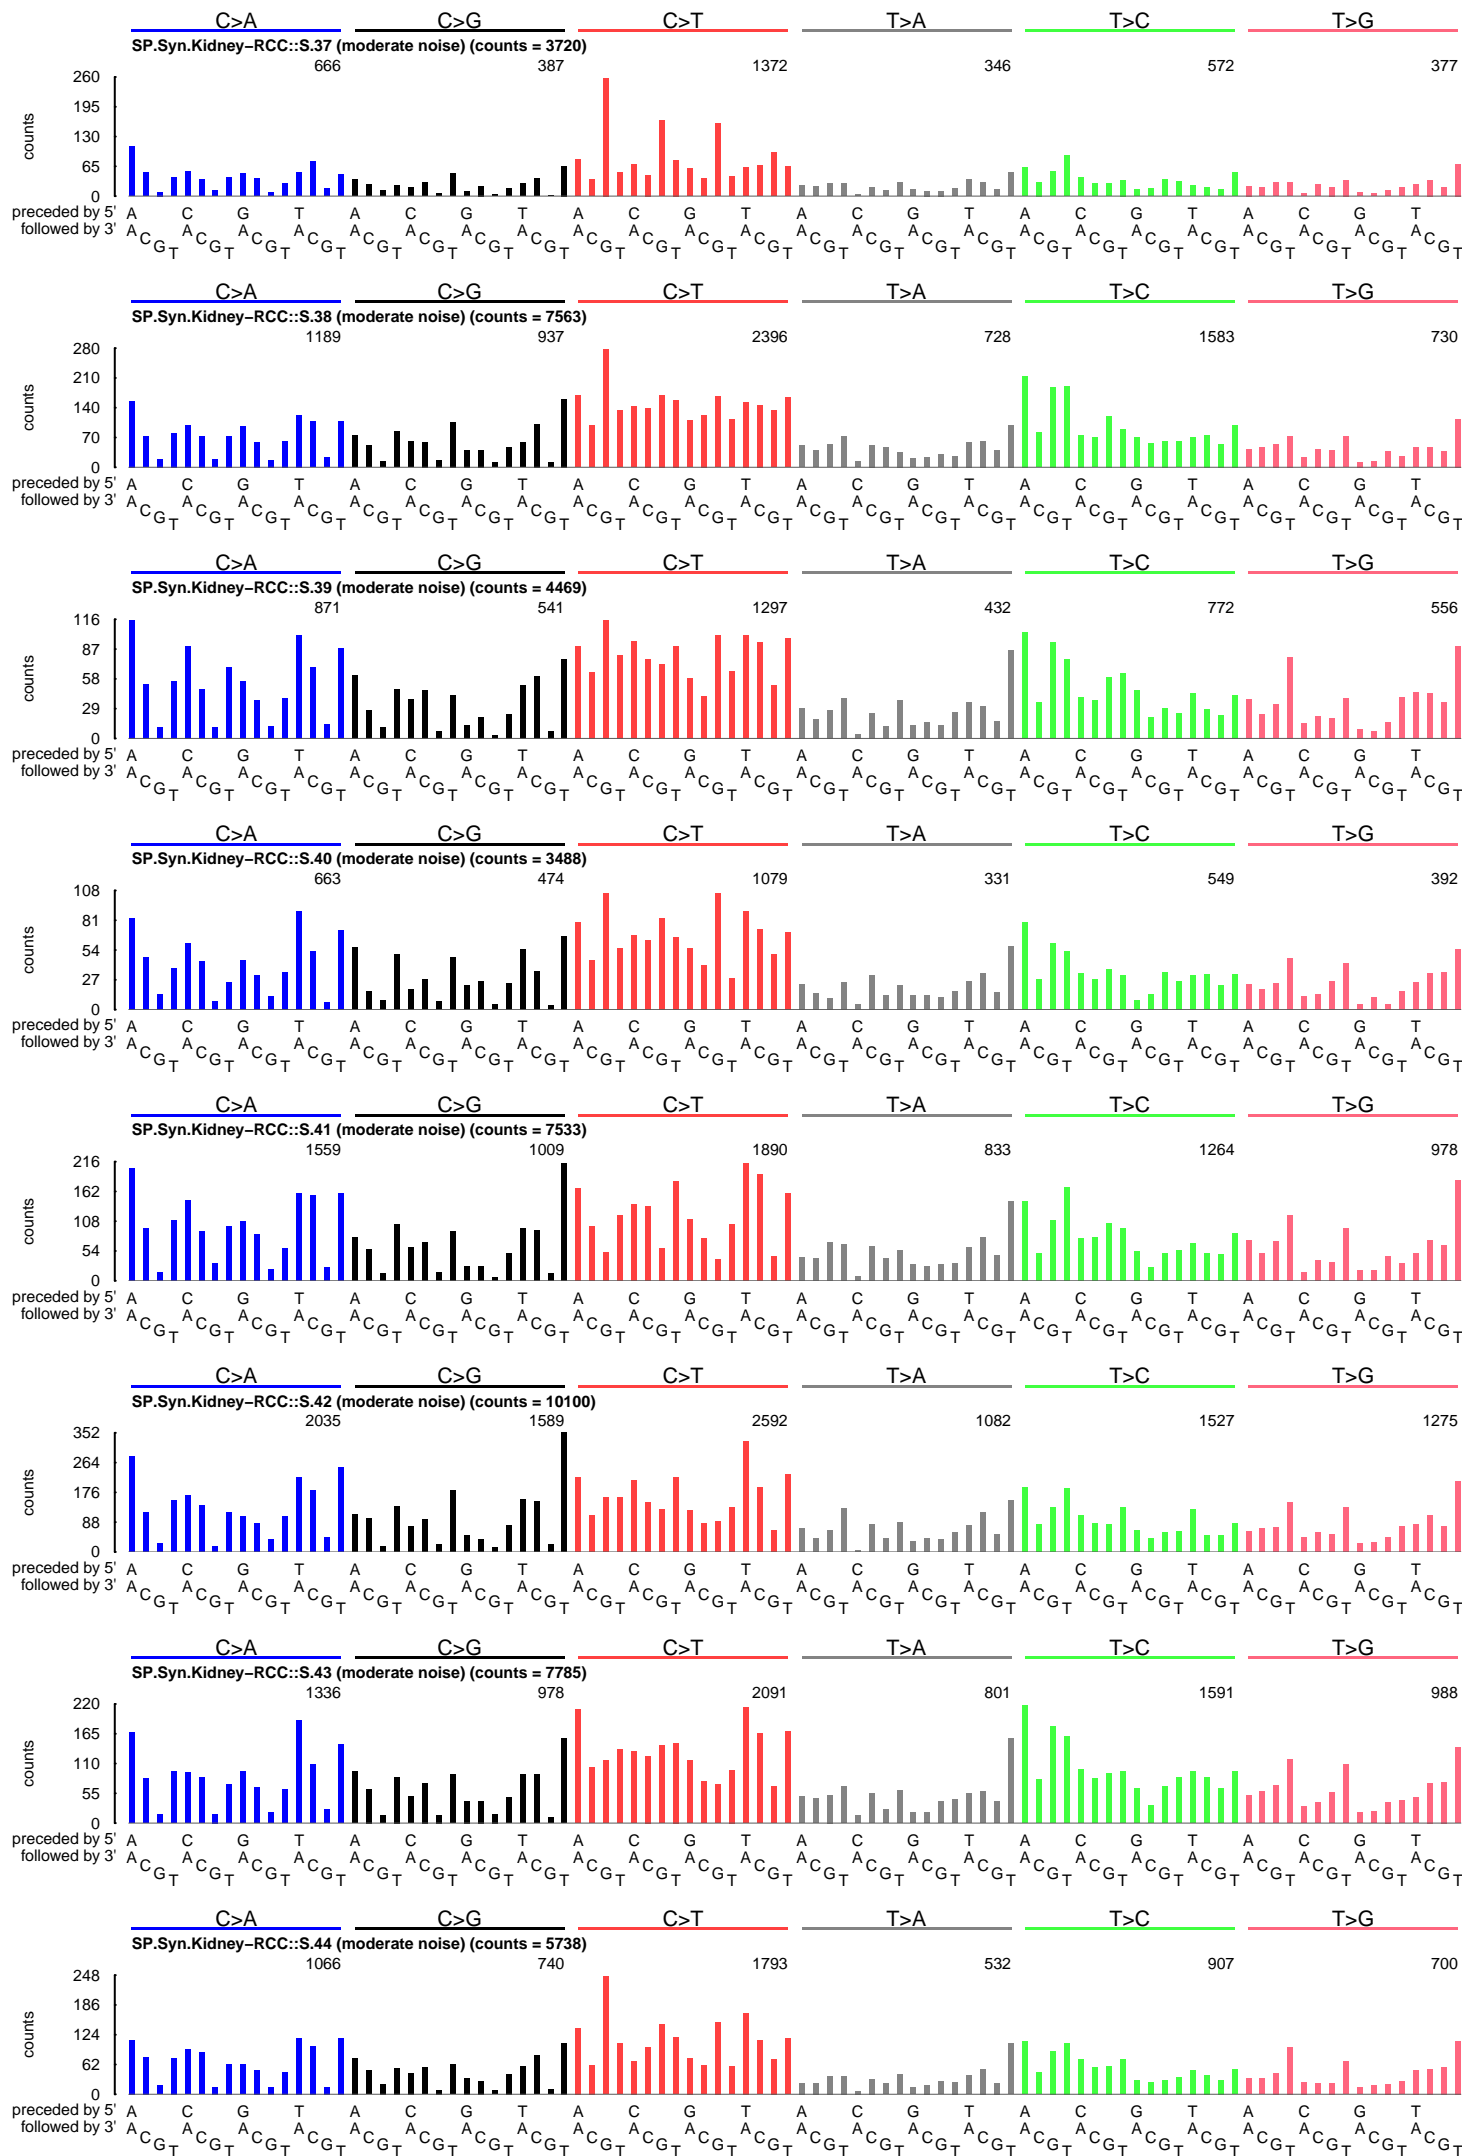 C>A C>G C>T T>A T>C T>G
SP.Syn.Kidney−RCC::S.37 (moderate noise) (counts = 3720)
666 387 1372 346 572 377
260
195
130
65
0
counts
preceded by 5' A C G T A C G T A C G T A C G T A C G T A C G T
followed by 3' A C G T A C G T A C G T A C G T A C G T A C G T A C G T A C G T A C G T A C G T A C G T A C G T A C G T A C G T A C G T A C G T A C G T A C G T A C G T A C G T A C G T A C G T A C G T A C G T
C>A C>G C>T T>A T>C T>G
SP.Syn.Kidney−RCC::S.38 (moderate noise) (counts = 7563)
1189 937 2396 728 1583 730
280
210
140
70
0
counts
preceded by 5' A C G T A C G T A C G T A C G T A C G T A C G T
followed by 3' A C G T A C G T A C G T A C G T A C G T A C G T A C G T A C G T A C G T A C G T A C G T A C G T A C G T A C G T A C G T A C G T A C G T A C G T A C G T A C G T A C G T A C G T A C G T A C G T
C>A C>G C>T T>A T>C T>G
SP.Syn.Kidney−RCC::S.39 (moderate noise) (counts = 4469)
871 541 1297 432 772 556
116
87
58
29
0
counts
preceded by 5' A C G T A C G T A C G T A C G T A C G T A C G T
followed by 3' A C G T A C G T A C G T A C G T A C G T A C G T A C G T A C G T A C G T A C G T A C G T A C G T A C G T A C G T A C G T A C G T A C G T A C G T A C G T A C G T A C G T A C G T A C G T A C G T
C>A C>G C>T T>A T>C T>G
SP.Syn.Kidney−RCC::S.40 (moderate noise) (counts = 3488)
663 474 1079 331 549 392
108
81
54
27
0
counts
preceded by 5' A C G T A C G T A C G T A C G T A C G T A C G T
followed by 3' A C G T A C G T A C G T A C G T A C G T A C G T A C G T A C G T A C G T A C G T A C G T A C G T A C G T A C G T A C G T A C G T A C G T A C G T A C G T A C G T A C G T A C G T A C G T A C G T
C>A C>G C>T T>A T>C T>G
SP.Syn.Kidney−RCC::S.41 (moderate noise) (counts = 7533)
1559 1009 1890 833 1264 978
216
162
108
54
0
counts
preceded by 5' A C G T A C G T A C G T A C G T A C G T A C G T
followed by 3' A C G T A C G T A C G T A C G T A C G T A C G T A C G T A C G T A C G T A C G T A C G T A C G T A C G T A C G T A C G T A C G T A C G T A C G T A C G T A C G T A C G T A C G T A C G T A C G T
C>A C>G C>T T>A T>C T>G
SP.Syn.Kidney−RCC::S.42 (moderate noise) (counts = 10100)
2035 1589 2592 1082 1527 1275
352
264
176
88
0
counts
preceded by 5' A C G T A C G T A C G T A C G T A C G T A C G T
followed by 3' A C G T A C G T A C G T A C G T A C G T A C G T A C G T A C G T A C G T A C G T A C G T A C G T A C G T A C G T A C G T A C G T A C G T A C G T A C G T A C G T A C G T A C G T A C G T A C G T
C>A C>G C>T T>A T>C T>G
SP.Syn.Kidney−RCC::S.43 (moderate noise) (counts = 7785)
1336 978 2091 801 1591 988
220
165
110
55
0
counts
preceded by 5' A C G T A C G T A C G T A C G T A C G T A C G T
followed by 3' A C G T A C G T A C G T A C G T A C G T A C G T A C G T A C G T A C G T A C G T A C G T A C G T A C G T A C G T A C G T A C G T A C G T A C G T A C G T A C G T A C G T A C G T A C G T A C G T
C>A C>G C>T T>A T>C T>G
SP.Syn.Kidney−RCC::S.44 (moderate noise) (counts = 5738)
1066 740 1793 532 907 700
248
186
124
62
0
counts
preceded by 5' A C G T A C G T A C G T A C G T A C G T A C G T
followed by 3' A C G T A C G T A C G T A C G T A C G T A C G T A C G T A C G T A C G T A C G T A C G T A C G T A C G T A C G T A C G T A C G T A C G T A C G T A C G T A C G T A C G T A C G T A C G T A C G T